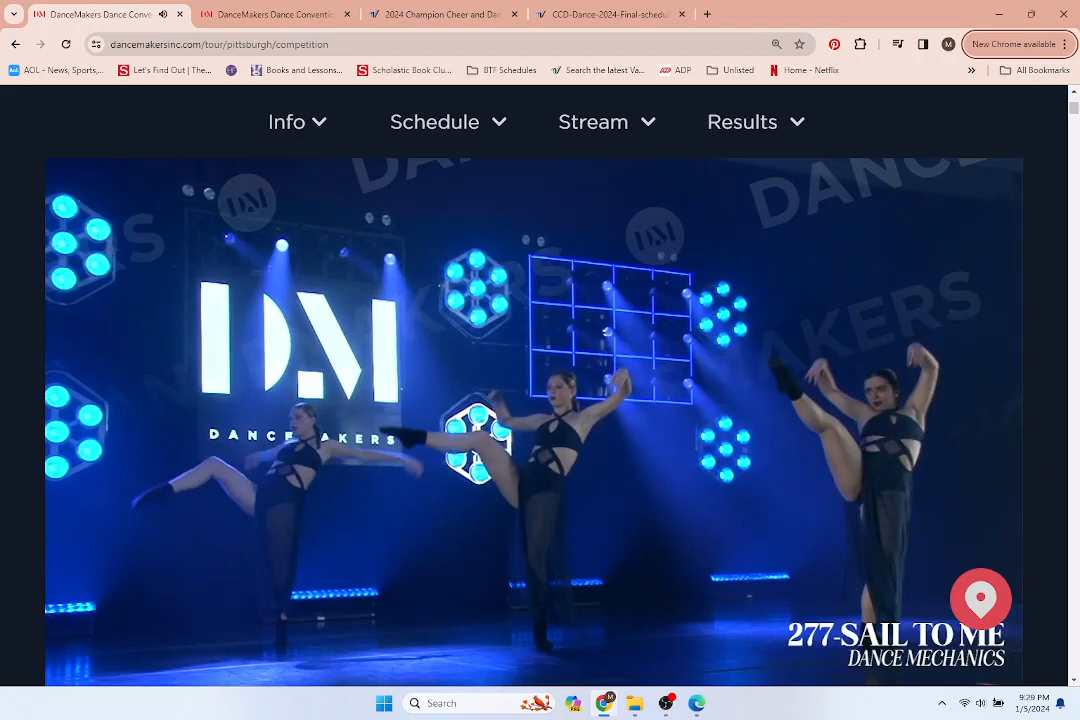 DanceMakers Dance Conve
DanceMakers Dance Conventio
2024 Champion Cheer and Dan
CCD-Dance-2024-Final-schedul
dancemakersinc.com/tour/pittsburgh/competition
M
New Chrome available
AOL - News, Sports,...
Let's Find Out | The...
Books and Lessons...
Scholastic Book Clu...
BTF Schedules
Search the latest Va...
ADP
Unlisted
Home - Netflix
All Bookmarks
Info
Schedule
Stream
Results
DM
DANCEMAKERS
277-SAIL TO ME
DANCE MECHANICS
Search
9:29 PM
1/5/2024